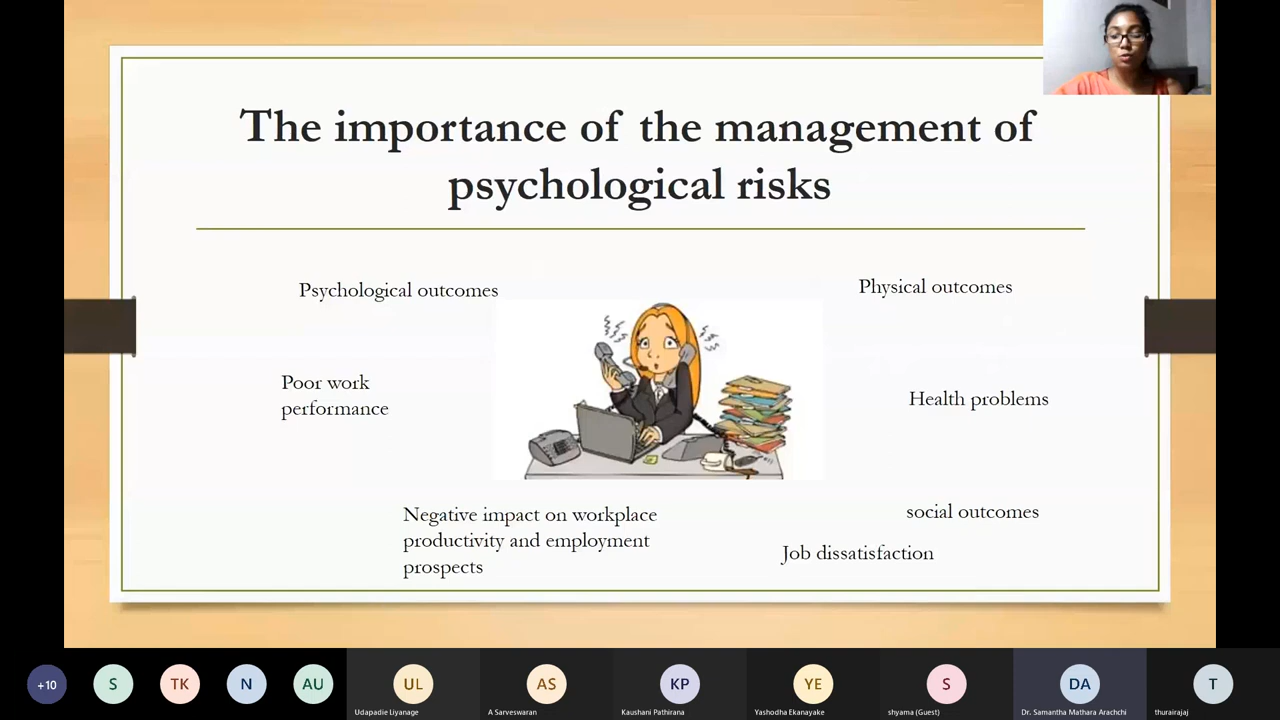 The importance of the management of
psychological risks
Psychological outcomes
Physical outcomes
Poor work
performance
Health problems
Negative impact on workplace
productivity and employment
prospects
social outcomes
Job dissatisfaction
+10
S
TK
N
AU
UL
AS
KP
YE
S
DA
T
Udapadie Liyanage
A Sarveswaran
Kaushani Pathirana
Yashodha Ekanayake
shyama (Guest)
Dr. Samantha Mathara Arachchi
thurairajaj